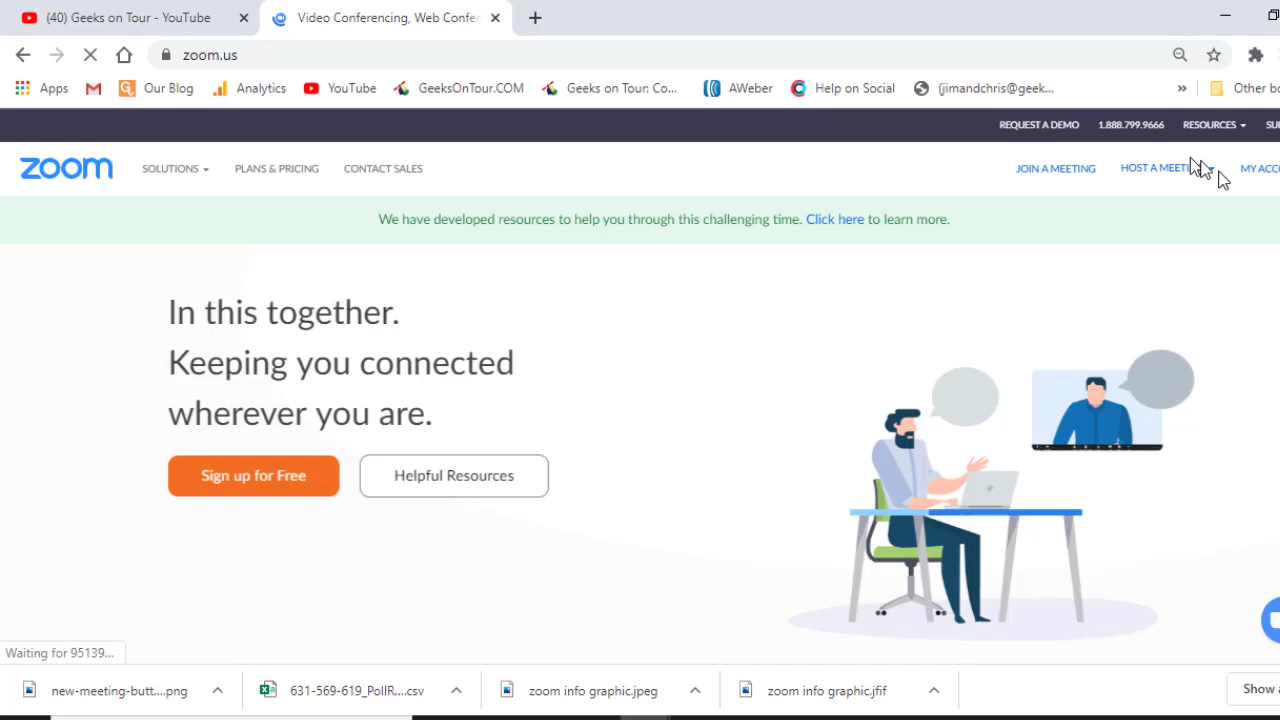 (40) Geeks on Tour - YouTube
Video Conferencing, Web Confe
zoom.us
Apps
Our Blog
Analytics
YouTube
GeeksOnTour.COM
Geeks on Tour: Co...
AWeber
Help on Social
(jimandchris@geek...
»
Other bo
REQUEST A DEMO
1.888.799.9666
RESOURCES
SU
zoom
SOLUTIONS
PLANS & PRICING
CONTACT SALES
JOIN A MEETING
HOST A MEETI
MY ACC
We have developed resources to help you through this challenging time. Click here to learn more.
In this together.
Keeping you connected
wherever you are.
Sign up for Free
Helpful Resources
Waiting for 95139...
new-meeting-butt....png
631-569-619_PollR....csv
zoom info graphic.jpeg
zoom info graphic.jfif
Show a